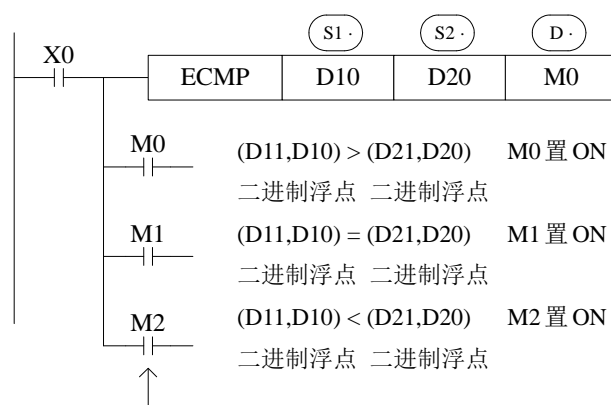 S1· S2· D·
X0
ECMP D10 D20 M0
M0 (D11,D10) > (D21,D20) M0 置 ON
二进制浮点 二进制浮点
M1 (D11,D10) = (D21,D20) M1 置 ON
二进制浮点 二进制浮点
M2 (D11,D10) < (D21,D20) M2 置 ON
二进制浮点 二进制浮点